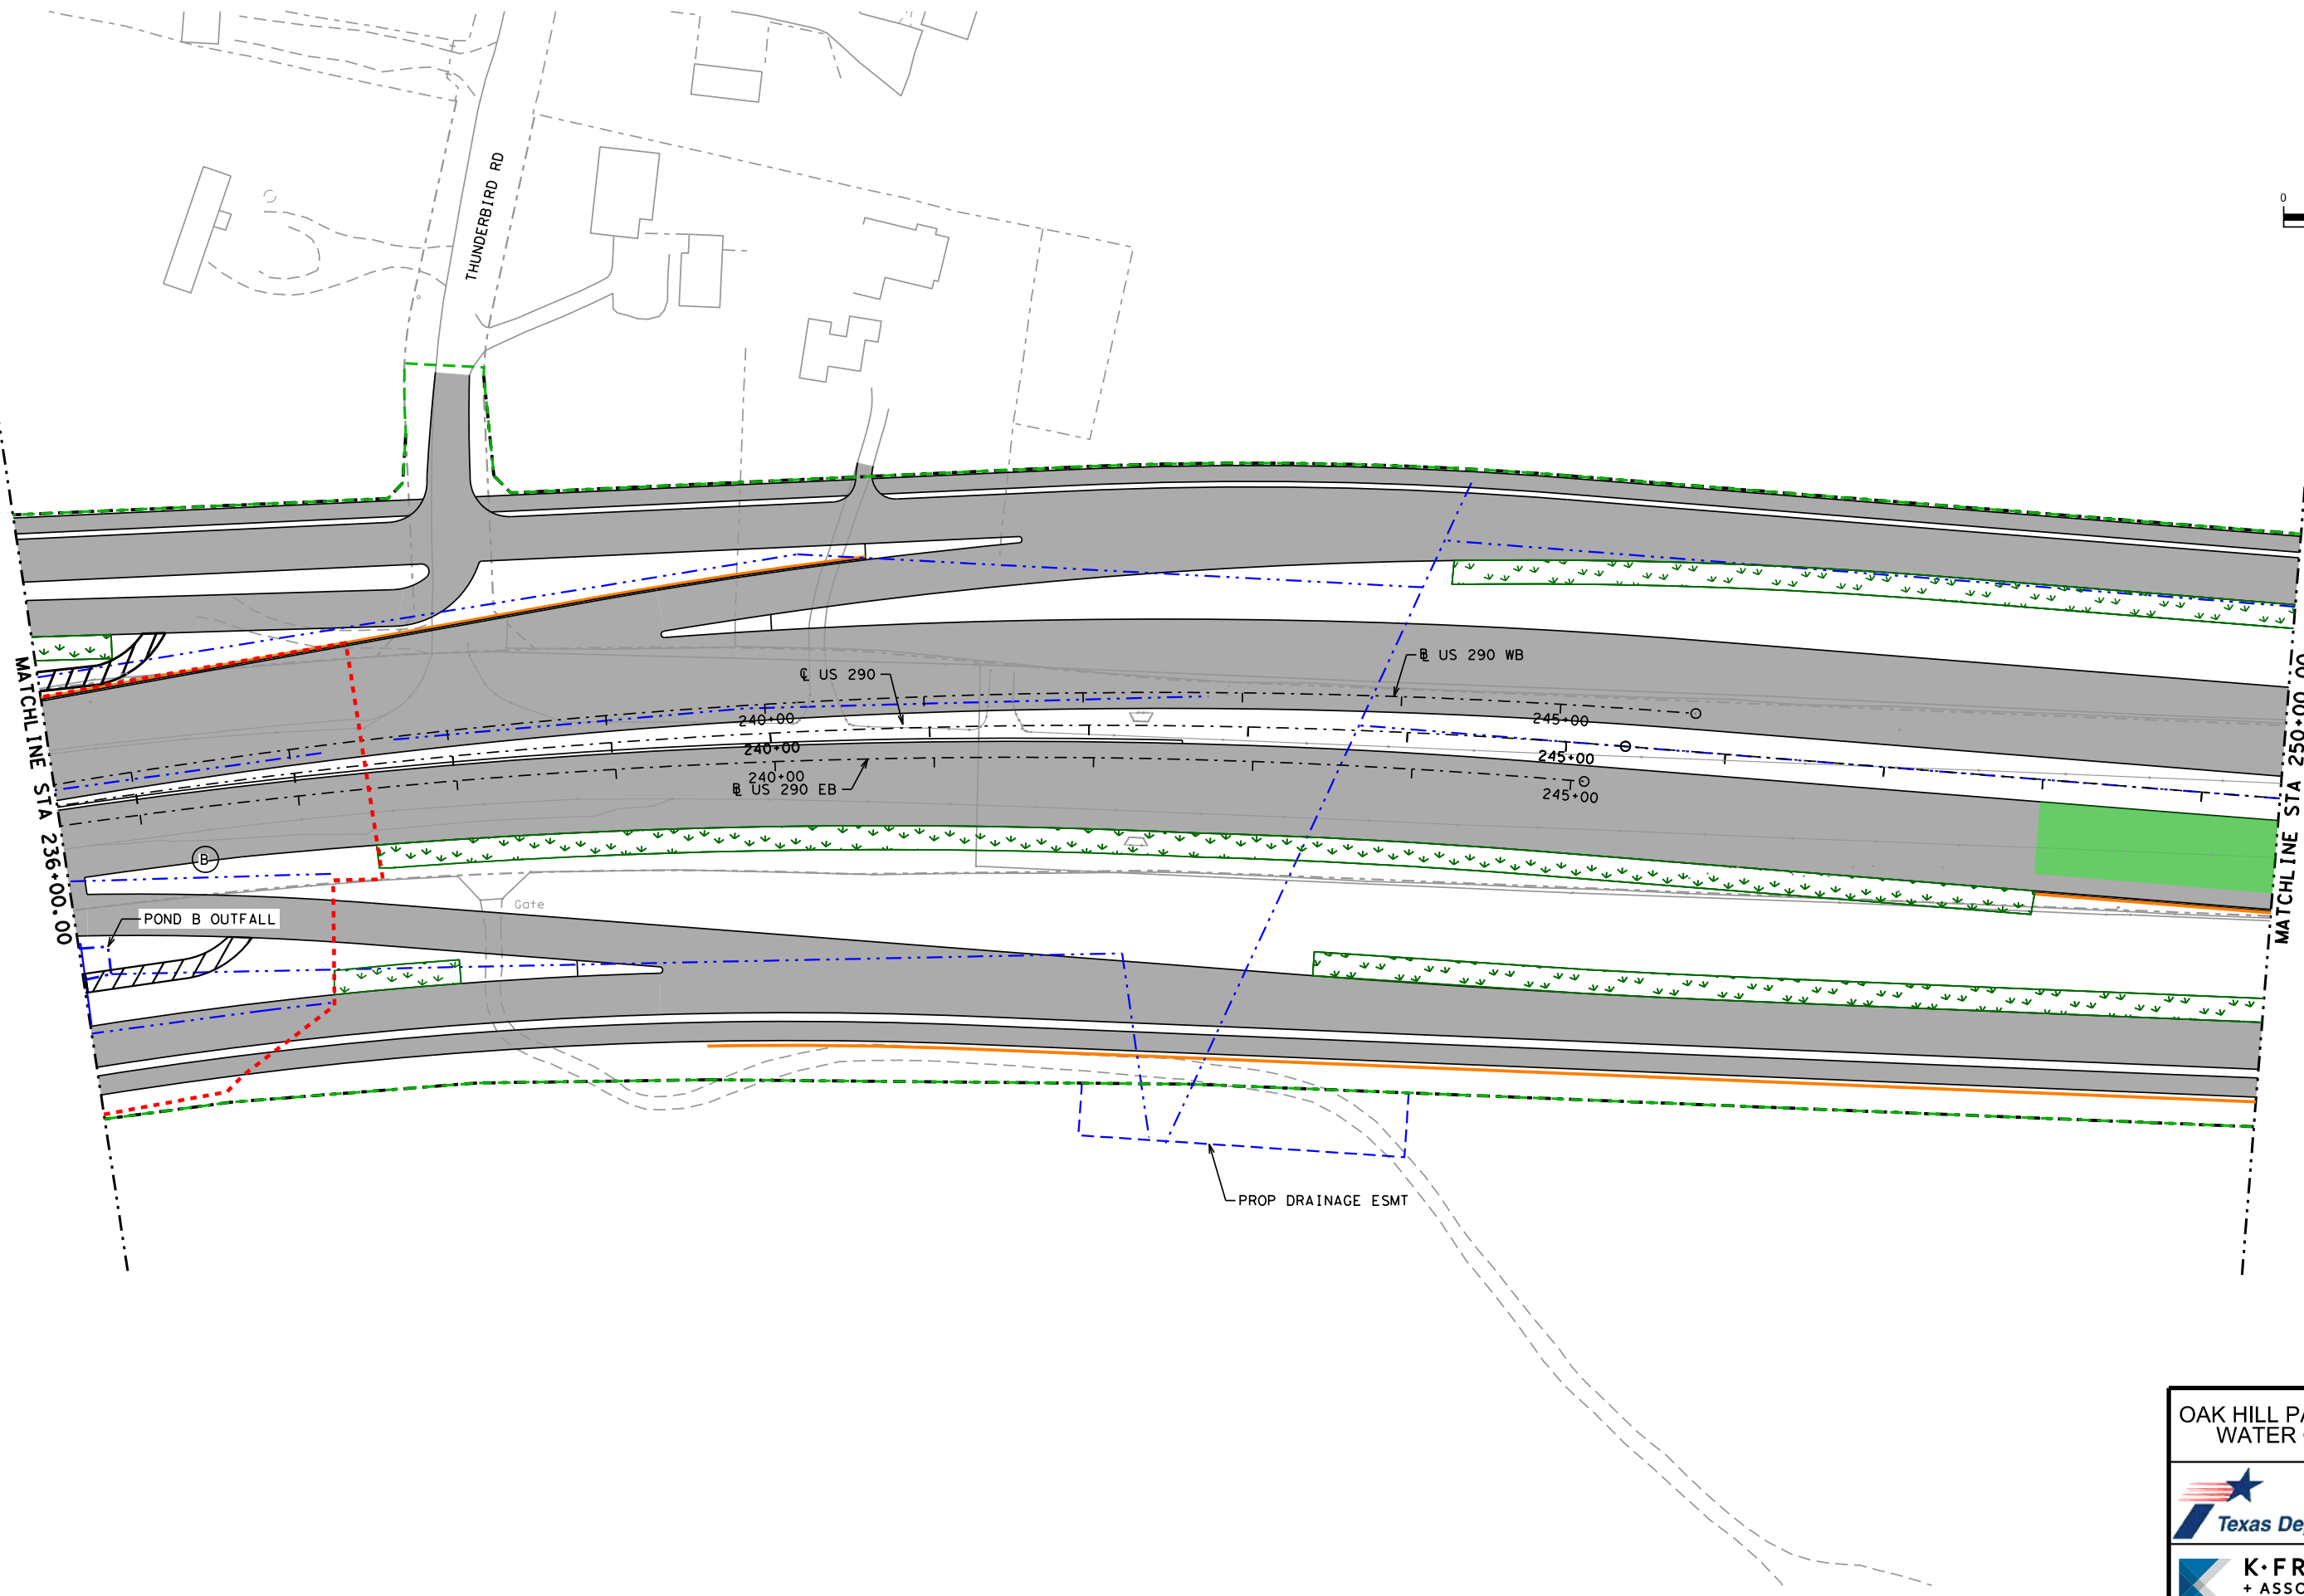 0
THUNDERBIRD RD
℄ US 290
B̵L US 290 WB
240+00
245+00
240+00
245+00
240+00
245+00
B̵L US 290 EB
B
POND B OUTFALL
Gate
MATCHLINE STA 236+00.00
MATCHLINE STA 250+00.00
PROP DRAINAGE ESMT
OAK HILL PA
WATER
Texas De
K·FR
+ ASSO